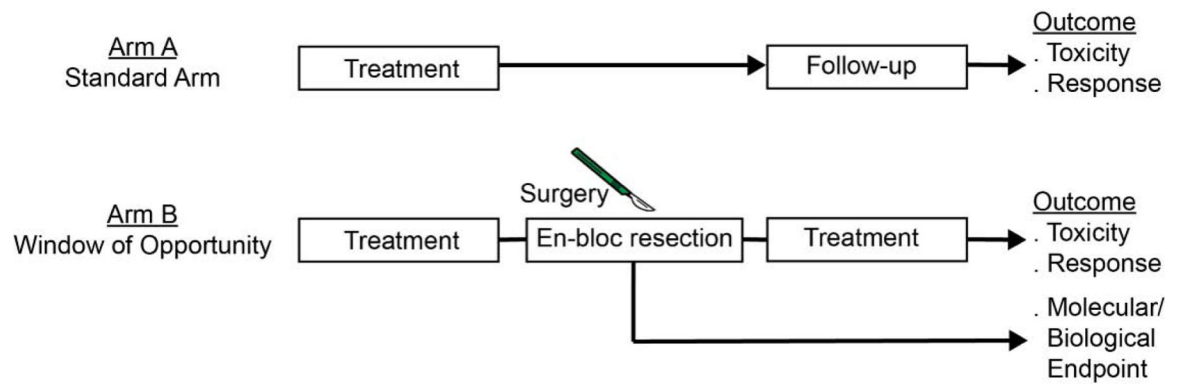 Arm A
Standard Arm
Treatment
Follow-up
Outcome
. Toxicity
. Response
Arm B
Window of Opportunity
Treatment
Surgery
En-bloc resection
Treatment
Outcome
. Toxicity
. Response
. Molecular/
Biological
Endpoint